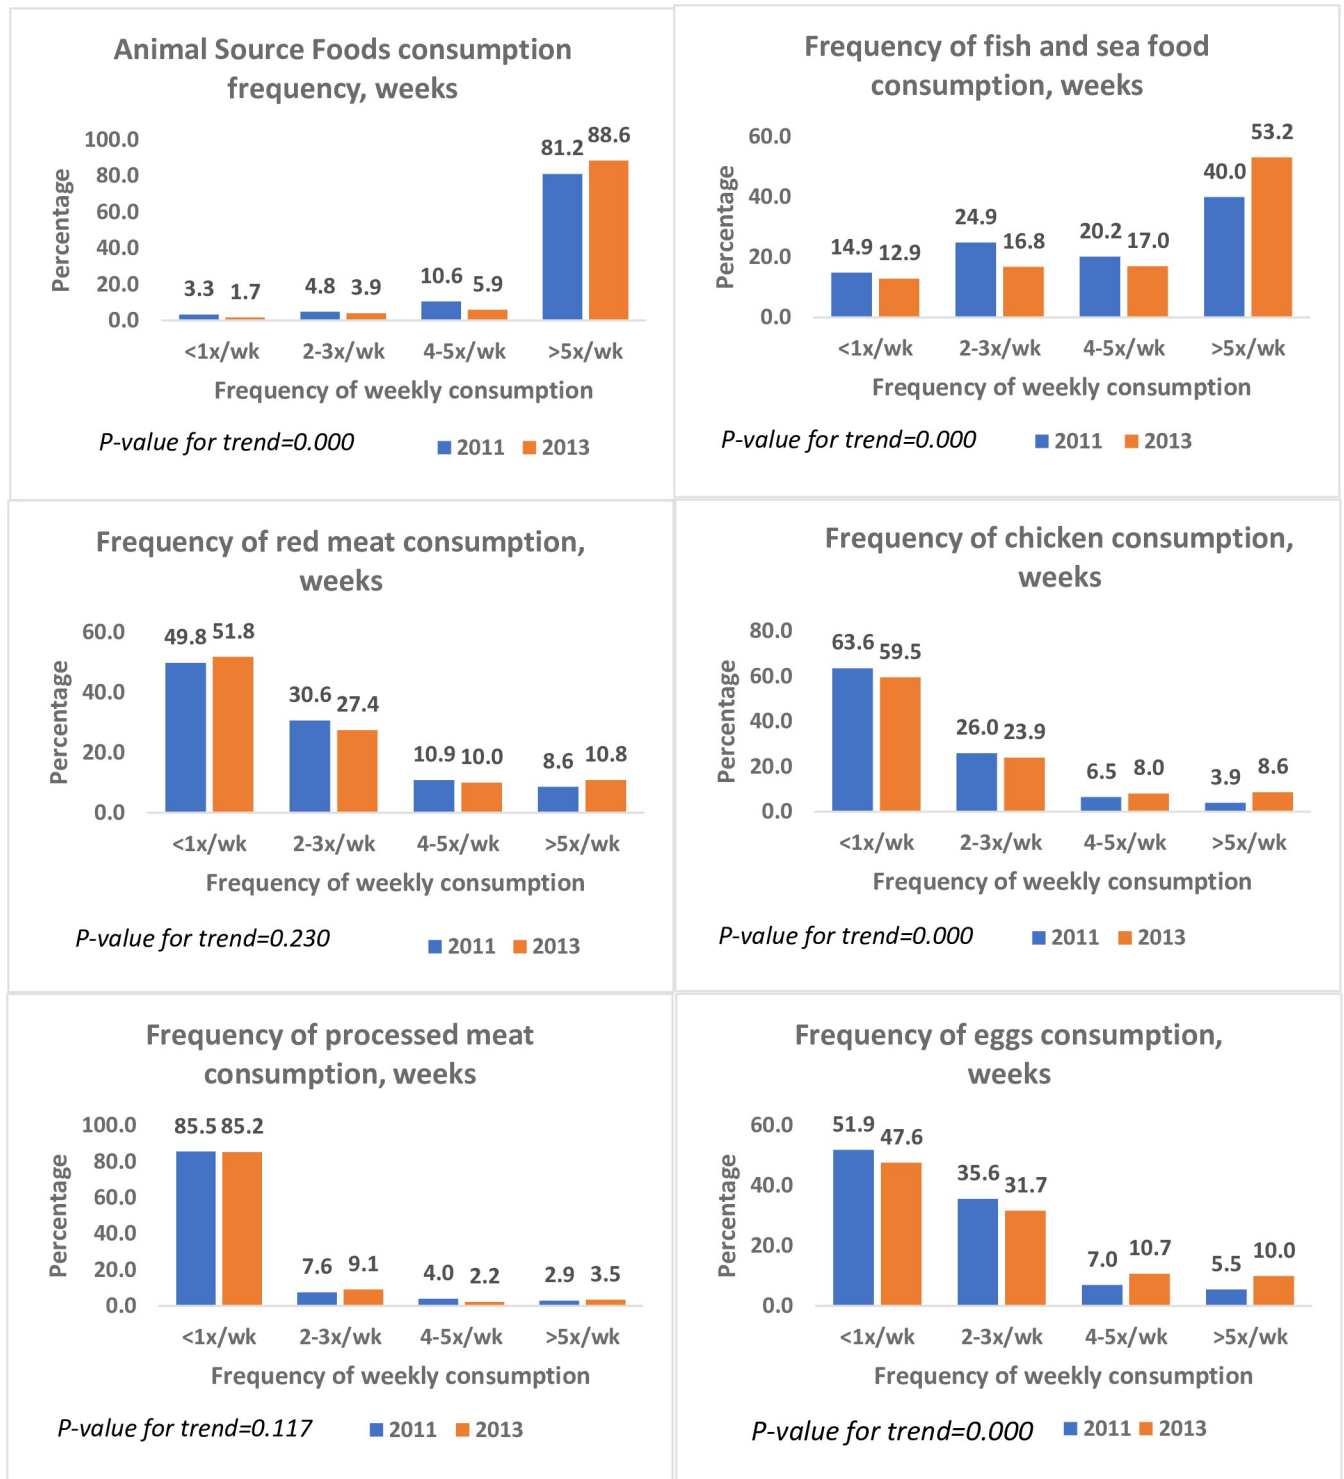 Animal Source Foods consumption
frequency, weeks
Percentage
100.0
80.0
60.0
40.0
20.0
0.0
3.3 1.7 4.8 3.9 10.6 5.9 81.2 88.6
<1x/wk 2-3x/wk 4-5x/wk >5x/wk
Frequency of weekly consumption
P-value for trend=0.000
2011 2013
Frequency of fish and sea food
consumption, weeks
Percentage
60.0
40.0
20.0
0.0
14.9 12.9 24.9 16.8 20.2 17.0 40.0 53.2
<1x/wk 2-3x/wk 4-5x/wk >5x/wk
Frequency of weekly consumption
P-value for trend=0.000
2011 2013
Frequency of red meat consumption,
weeks
Percentage
60.0
40.0
20.0
0.0
49.8 51.8 30.6 27.4 10.9 10.0 8.6 10.8
<1x/wk 2-3x/wk 4-5x/wk >5x/wk
Frequency of weekly consumption
P-value for trend=0.230
2011 2013
Frequency of chicken consumption,
weeks
Percentage
80.0
60.0
40.0
20.0
0.0
63.6 59.5 26.0 23.9 6.5 8.0 3.9 8.6
<1x/wk 2-3x/wk 4-5x/wk >5x/wk
Frequency of weekly consumption
P-value for trend=0.000
2011 2013
Frequency of processed meat
consumption, weeks
Percentage
100.0
80.0
60.0
40.0
20.0
0.0
85.5 85.2 7.6 9.1 4.0 2.2 2.9 3.5
<1x/wk 2-3x/wk 4-5x/wk >5x/wk
Frequency of weekly consumption
P-value for trend=0.117
2011 2013
Frequency of eggs consumption,
weeks
Percentage
60.0
40.0
20.0
0.0
51.9 47.6 35.6 31.7 7.0 10.7 5.5 10.0
<1x/wk 2-3x/wk 4-5x/wk >5x/wk
Frequency of weekly consumption
P-value for trend=0.000
2011 2013